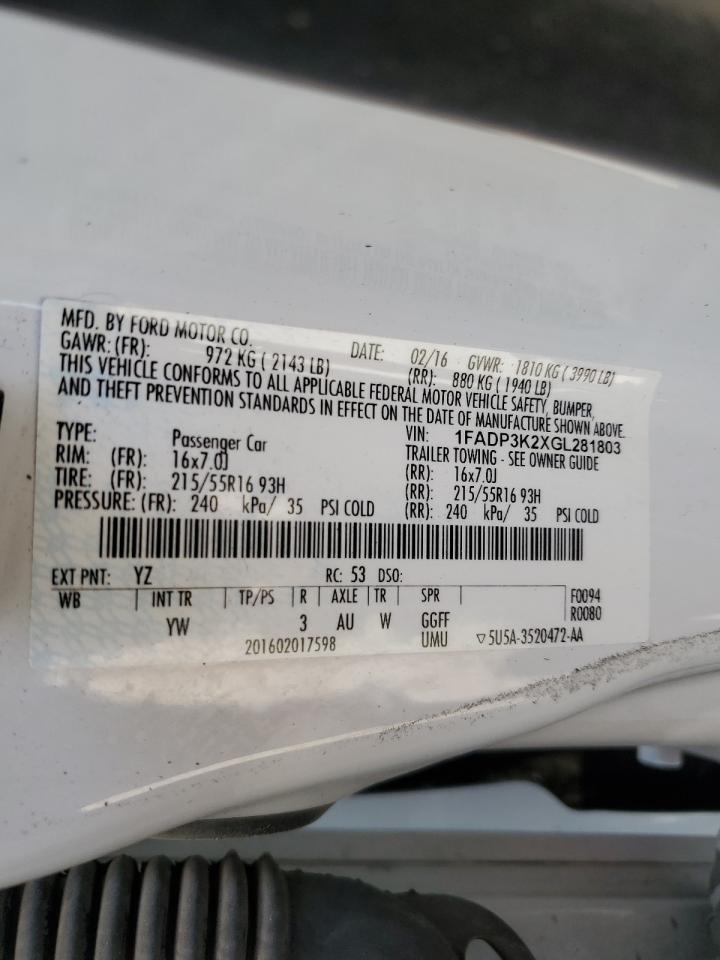 MFD. BY FORD MOTOR CO. DATE: 02/16 GVWR: 1810 KG ( 3990 LB)
GAWR: (FR): 972 KG ( 2143 LB) (RR): 880 KG ( 1940 LB)
THIS VEHICLE CONFORMS TO ALL APPLICABLE FEDERAL MOTOR VEHICLE SAFETY, BUMPER,
AND THEFT PREVENTION STANDARDS IN EFFECT ON THE DATE OF MANUFACTURE SHOWN ABOVE.
VIN: 1FADP3K2XGL281803
TYPE: Passenger Car TRAILER TOWING - SEE OWNER GUIDE
RIM: (FR): 16x7.0J (RR): 16x7.0J
TIRE: (FR): 215/55R16 93H (RR): 215/55R16 93H
PRESSURE: (FR): 240 kPa/ 35 PSI COLD (RR): 240 kPa/ 35 PSI COLD
EXT PNT: YZ RC: 53 DSO:
WB INT TR TP/PS R AXLE TR SPR F0094
R0080
YW 3 AU W GGFF
201602017598 UMU ▽5U5A-3520472-AA